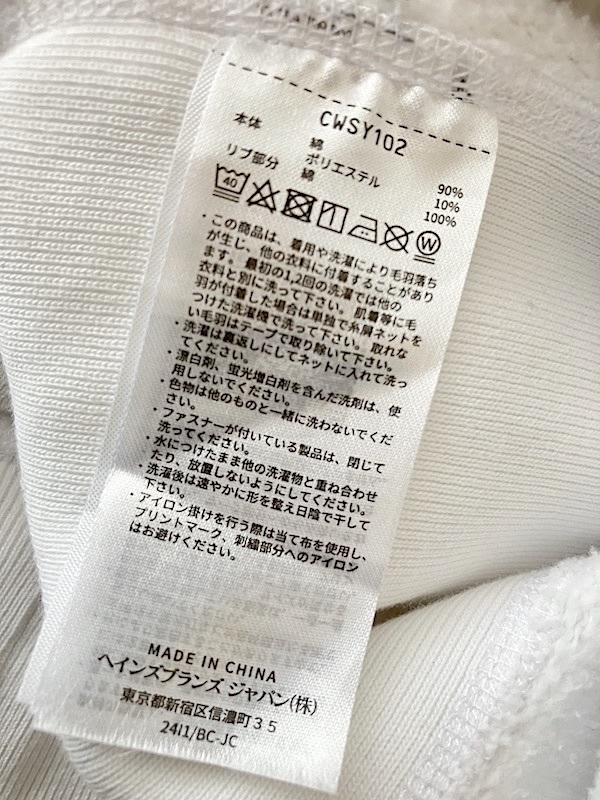 CWSY102
本体 綿 90%
ポリエステル 10%
リブ部分 綿 100%
40
W
・この商品は、着用や洗濯により毛羽落ち
が生じ、他の衣料に付着することがあり
ます。最初の1,2回の洗濯では他の
衣料と別に洗って下さい。肌着等に毛
羽が付着した場合は単独で糸屑ネットを
つけた洗濯機で洗って下さい。取れな
い毛羽はテープで取り除いて下さい。
・洗濯は裏返しにしてネットに入れて洗っ
てください。
・漂白剤、蛍光増白剤を含んだ洗剤は、使
用しないでください。
・色物は他のものと一緒に洗わないでくだ
さい。
・ファスナーが付いている製品は、閉じて
洗ってください。
・水につけたまま他の洗濯物と重ね合わせ
たり、放置しないようにしてください。
・洗濯後は速やかに形を整え日陰で干して
下さい。
・アイロン掛けを行う際は当て布を使用し、
プリントマーク、刺繍部分へのアイロン
はお避けください。
MADE IN CHINA
ヘインズブランズ ジャパン(株)
東京都新宿区信濃町35
24I1/BC-JC